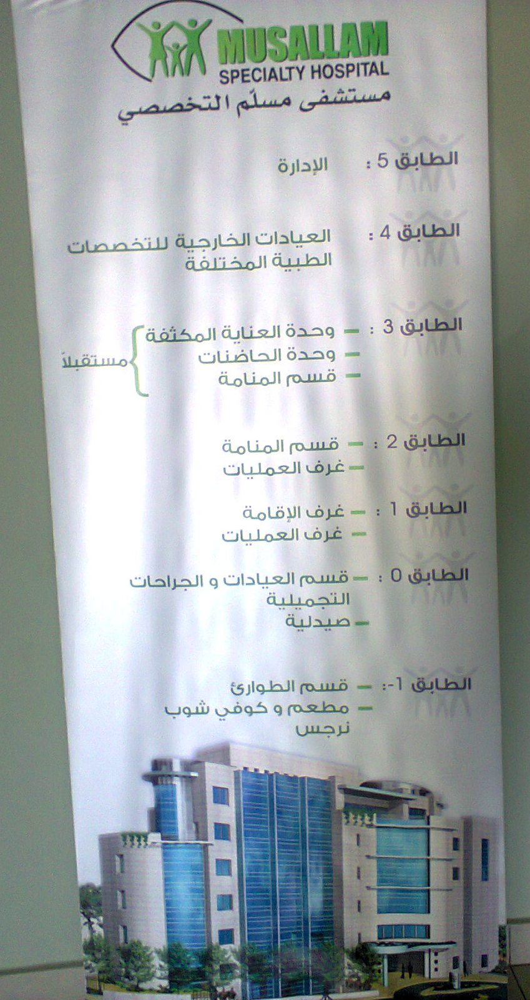 MUSALLAM
SPECIALTY HOSPITAL
مستشفى مسلّم التخصصي
الطابق 5 : الإدارة
الطابق 4 : العيادات الخارجية للتخصصات
الطبية المختلفة
الطابق 3 : – وحدة العناية المكثفة
– وحدة الحاضنات
مستقبلاً
– قسم المنامة
الطابق 2 : – قسم المنامة
– غرف العمليات
الطابق 1 : – غرف الإقامة
– غرف العمليات
الطابق 0 : – قسم العيادات و الجراحات
التجميلية
– صيدلية
الطابق 1-: – قسم الطوارئ
– مطعم و كوفي شوب
نرجس